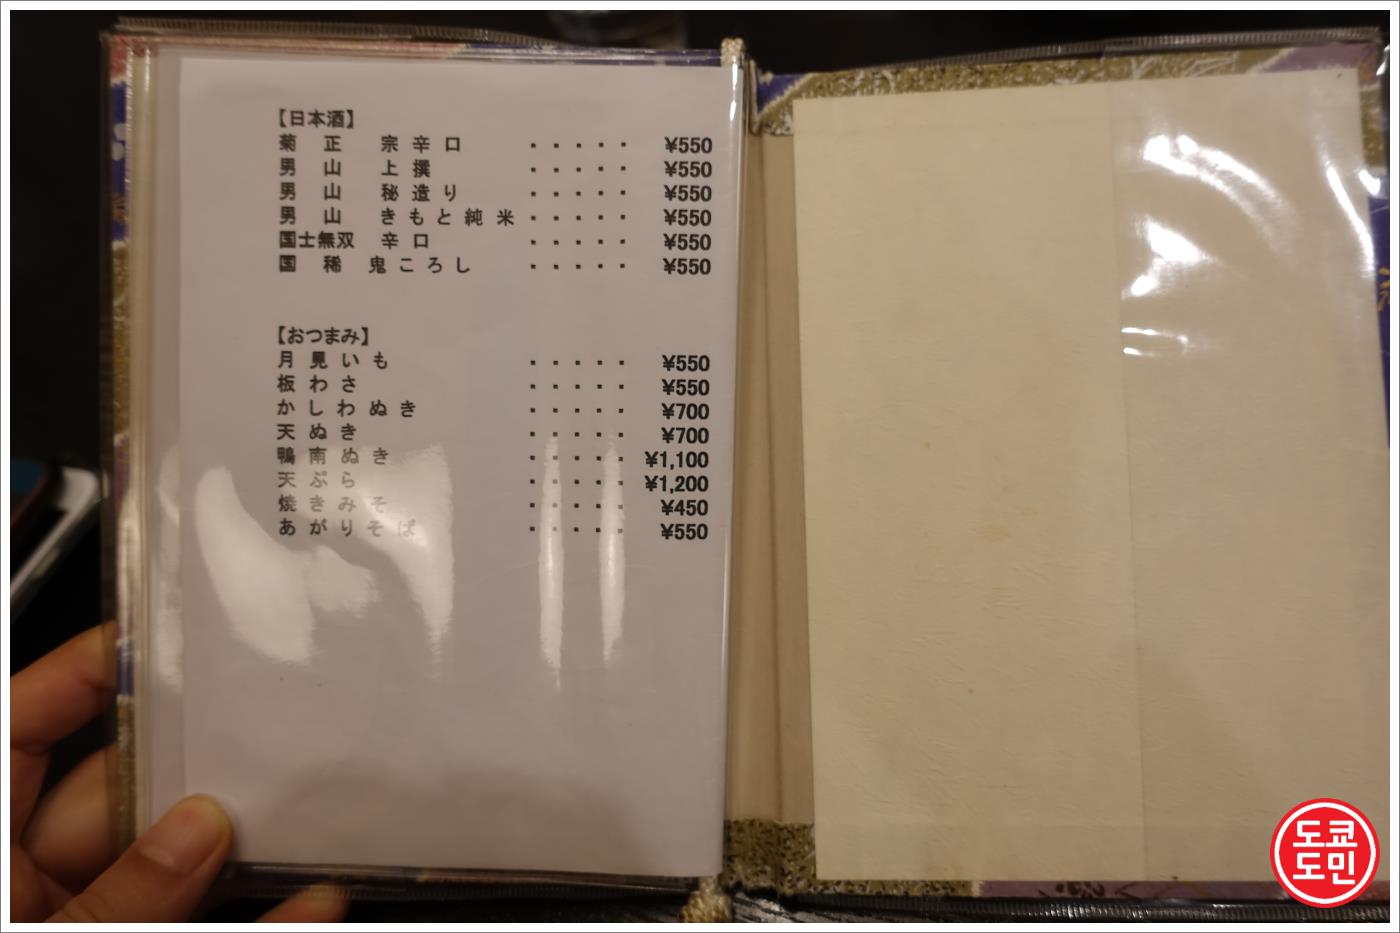 【日本酒】
菊 正 宗 辛 口 ・・・・・ ¥550
男 山 上 撰 ・・・・・ ¥550
男 山 秘 造 り ・・・・・ ¥550
男 山 き も と 純 米 ・・・・・ ¥550
国士無双 辛 口 ・・・・・ ¥550
国 稀 鬼 こ ろ し ・・・・・ ¥550
【おつまみ】
月 見 い も ・・・・・ ¥550
板 わ さ ・・・・・ ¥550
か し わ ぬ き ・・・・・ ¥700
天 ぬ き ・・・・・ ¥700
鴨 南 ぬ き ・・・・・ ¥1,100
天 ぷ ら ・・・・・ ¥1,200
焼 き み そ ・・・・・ ¥450
あ が り そ ば ・・・・・ ¥550
도쿄
도민